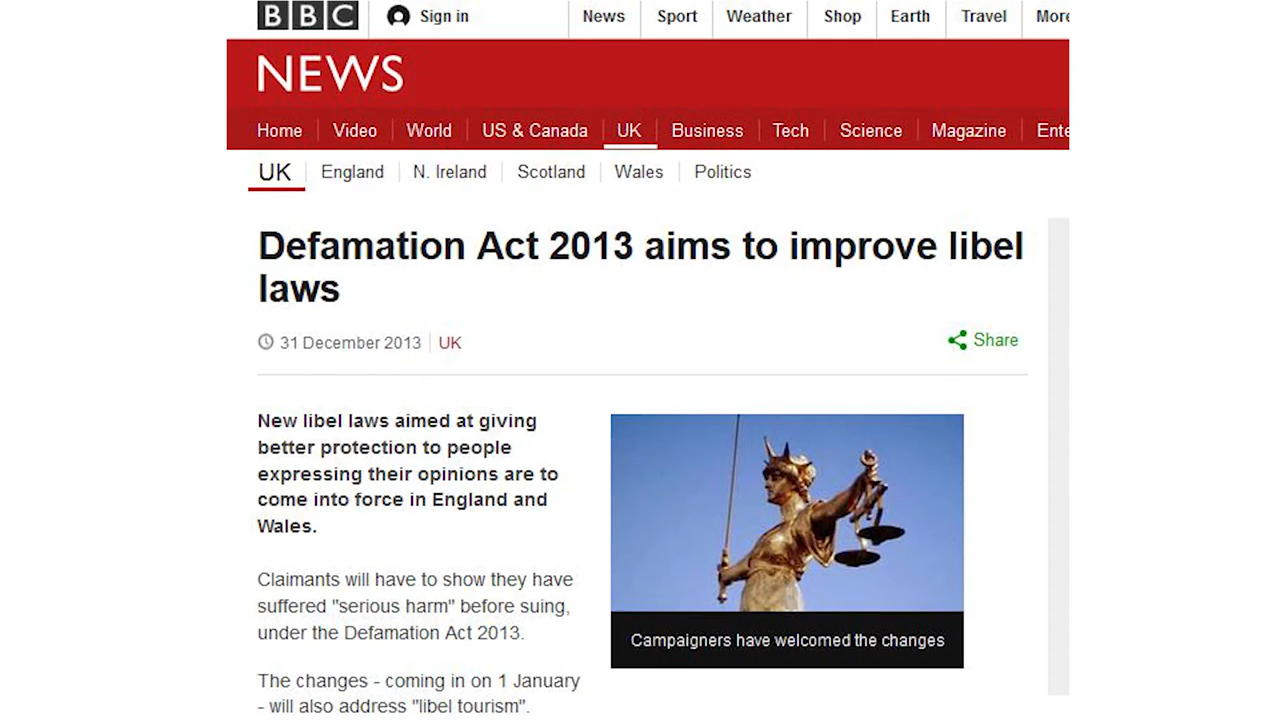 BBC Sign in News Sport Weather Shop Earth Travel More
NEWS
Home Video World US & Canada UK Business Tech Science Magazine Ente
UK England N. Ireland Scotland Wales Politics
Defamation Act 2013 aims to improve libel
laws
31 December 2013 UK
Share
New libel laws aimed at giving
better protection to people
expressing their opinions are to
come into force in England and
Wales.
Claimants will have to show they have
suffered "serious harm" before suing,
under the Defamation Act 2013.
The changes - coming in on 1 January
- will also address "libel tourism".
Campaigners have welcomed the changes